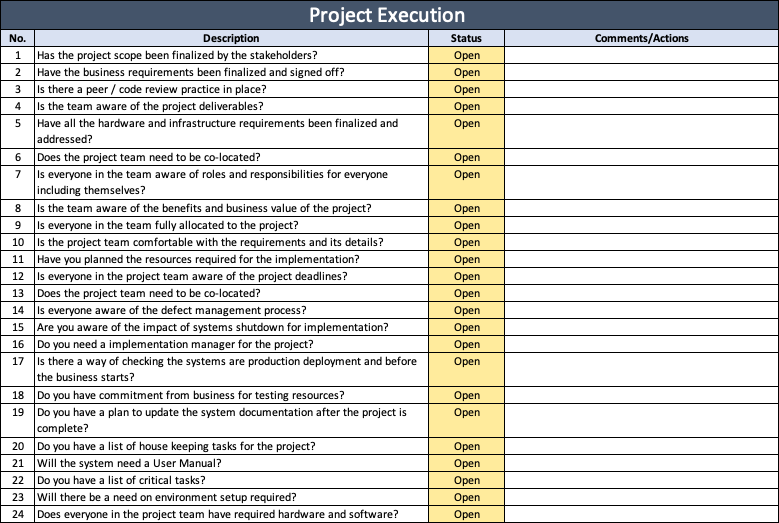 Project Execution
No. Description Status Comments/Actions
1 Has the project scope been finalized by the stakeholders? Open
2 Have the business requirements been finalized and signed off? Open
3 Is there a peer / code review practice in place? Open
4 Is the team aware of the project deliverables? Open
5 Have all the hardware and infrastructure requirements been finalized and Open
addressed?
6 Does the project team need to be co-located? Open
7 Is everyone in the team aware of roles and responsibilities for everyone Open
including themselves?
8 Is the team aware of the benefits and business value of the project? Open
9 Is everyone in the team fully allocated to the project? Open
10 Is the project team comfortable with the requirements and its details? Open
11 Have you planned the resources required for the implementation? Open
12 Is everyone in the project team aware of the project deadlines? Open
13 Does the project team need to be co-located? Open
14 Is everyone aware of the defect management process? Open
15 Are you aware of the impact of systems shutdown for implementation? Open
16 Do you need a implementation manager for the project? Open
17 Is there a way of checking the systems are production deployment and before Open
the business starts?
18 Do you have commitment from business for testing resources? Open
19 Do you have a plan to update the system documentation after the project is Open
complete?
20 Do you have a list of house keeping tasks for the project? Open
21 Will the system need a User Manual? Open
22 Do you have a list of critical tasks? Open
23 Will there be a need on environment setup required? Open
24 Does everyone in the project team have required hardware and software? Open